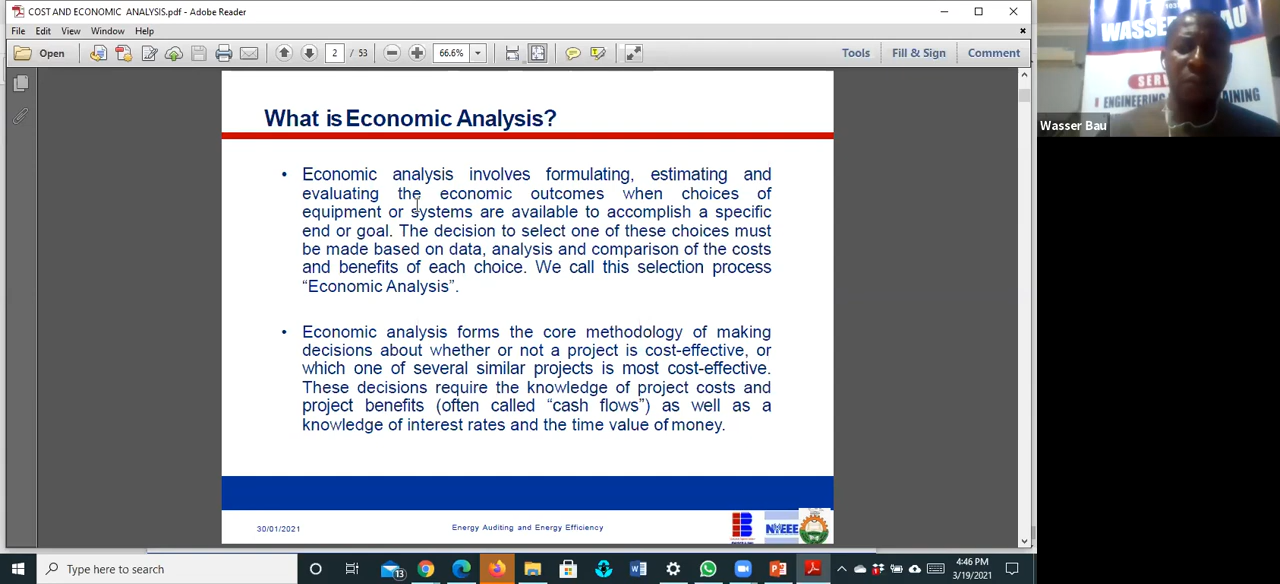 COST AND ECONOMIC ANALYSIS.pdf - Adobe Reader
File Edit View Window Help
Open 2 / 53 66.6% Tools Fill & Sign Comment
What is Economic Analysis?
• Economic analysis involves formulating, estimating and
evaluating the economic outcomes when choices of
equipment or systems are available to accomplish a specific
end or goal. The decision to select one of these choices must
be made based on data, analysis and comparison of the costs
and benefits of each choice. We call this selection process
“Economic Analysis”.
• Economic analysis forms the core methodology of making
decisions about whether or not a project is cost-effective, or
which one of several similar projects is most cost-effective.
These decisions require the knowledge of project costs and
project benefits (often called “cash flows”) as well as a
knowledge of interest rates and the time value of money.
30/01/2021 Energy Auditing and Energy Efficiency
WASSER BAU
ENGINEERING
Wasser Bau
Type here to search
13
4:46 PM
3/19/2021